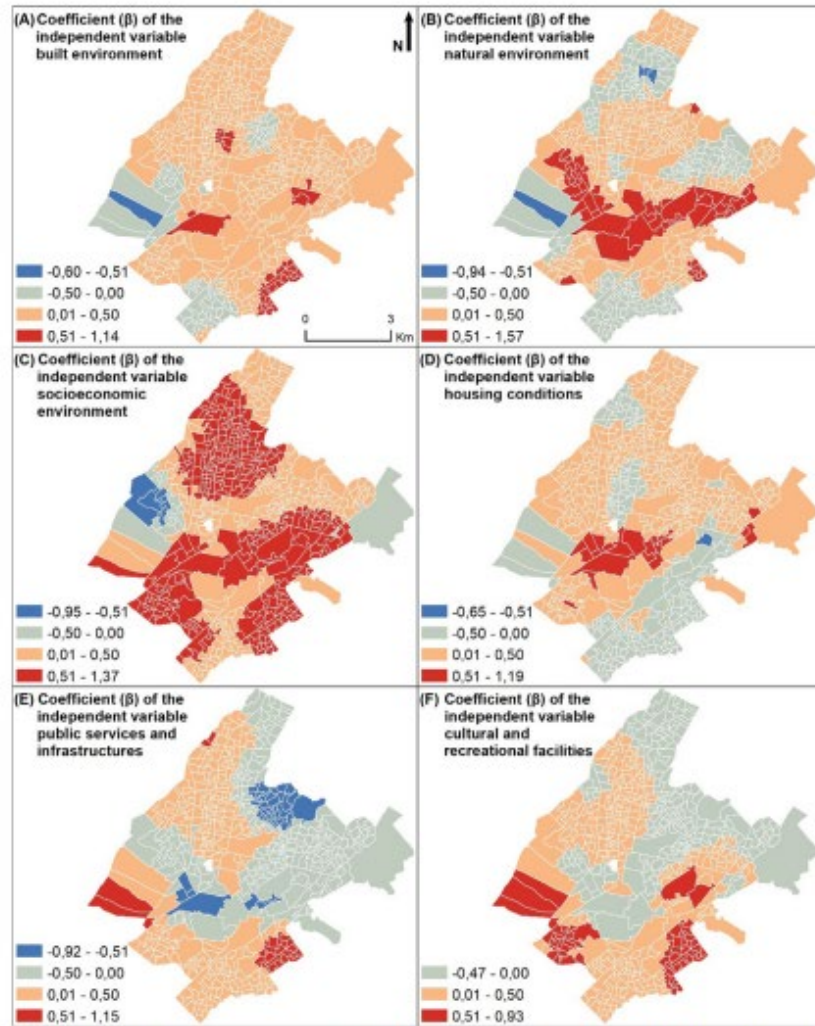 (A) Coefficient (β) of the
independent variable
built environment
N
-0,60 - -0,51
-0,50 - 0,00
0,01 - 0,50
0,51 - 1,14
0 3
Km
(B) Coefficient (β) of the
independent variable
natural environment
-0,94 - -0,51
-0,50 - 0,00
0,01 - 0,50
0,51 - 1,57
(C) Coefficient (β) of the
independent variable
socioeconomic
environment
-0,95 - -0,51
-0,50 - 0,00
0,01 - 0,50
0,51 - 1,37
(D) Coefficient (β) of the
independent variable
housing conditions
-0,65 - -0,51
-0,50 - 0,00
0,01 - 0,50
0,51 - 1,19
(E) Coefficient (β) of the
independent variable
public services and
infrastructures
-0,92 - -0,51
-0,50 - 0,00
0,01 - 0,50
0,51 - 1,15
(F) Coefficient (β) of the
independent variable
cultural and
recreational facilities
-0,47 - 0,00
0,01 - 0,50
0,51 - 0,93